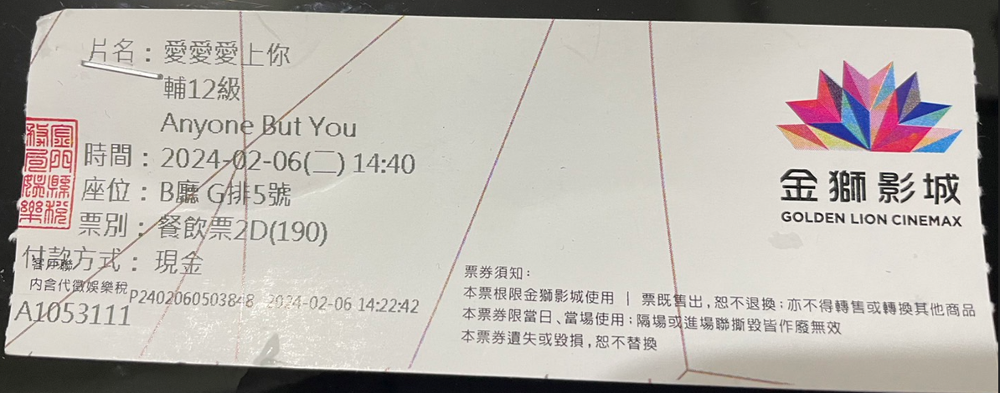 片名：愛愛愛上你
輔12級
Anyone But You
時間：2024-02-06(二) 14:40
座位：B廳 G排5號
票別：餐飲票2D(190)
付款方式：現金
客戶聯
內含代徵娛樂稅
P2402060503848 2024-02-06 14:22:42
A1053111
金獅影城
GOLDEN LION CINEMAX
票券須知：
本票根限金獅影城使用 | 票既售出，恕不退換；亦不得轉售或轉換其他商品
本票券限當日、當場使用；隔場或進場聯撕毀皆作廢無效
本票券遺失或毀損，恕不替換